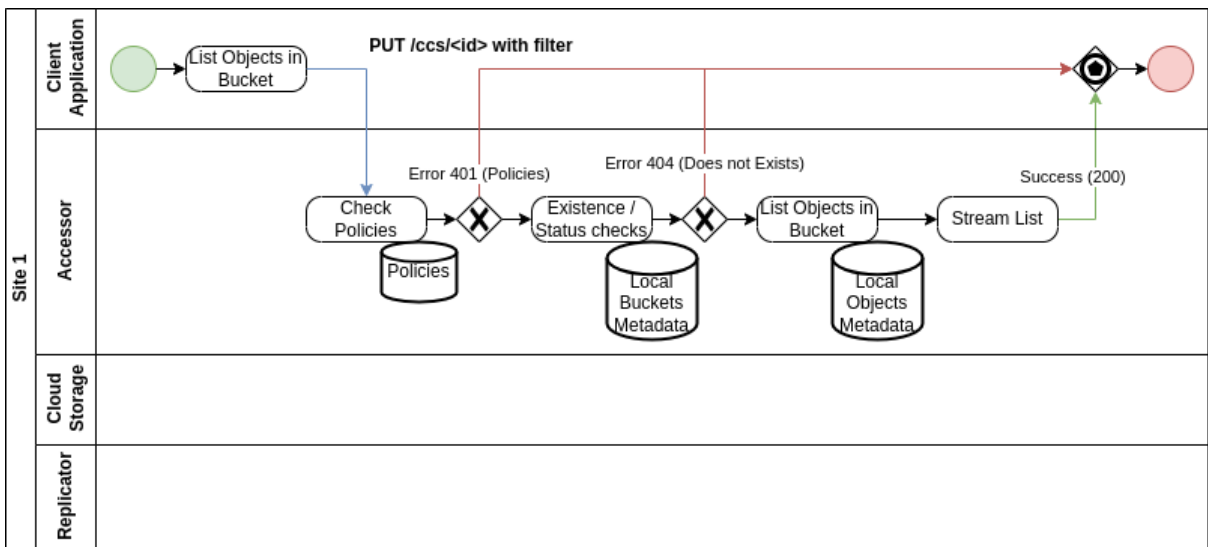 Site 1
Client
Application
List Objects in
Bucket
PUT /ccs/<id> with filter
Accessor
Error 401 (Policies)
Error 404 (Does not Exists)
Success (200)
Check
Policies
Existence /
Status checks
List Objects in
Bucket
Stream List
Policies
Local
Buckets
Metadata
Local
Objects
Metadata
Cloud
Storage
Replicator